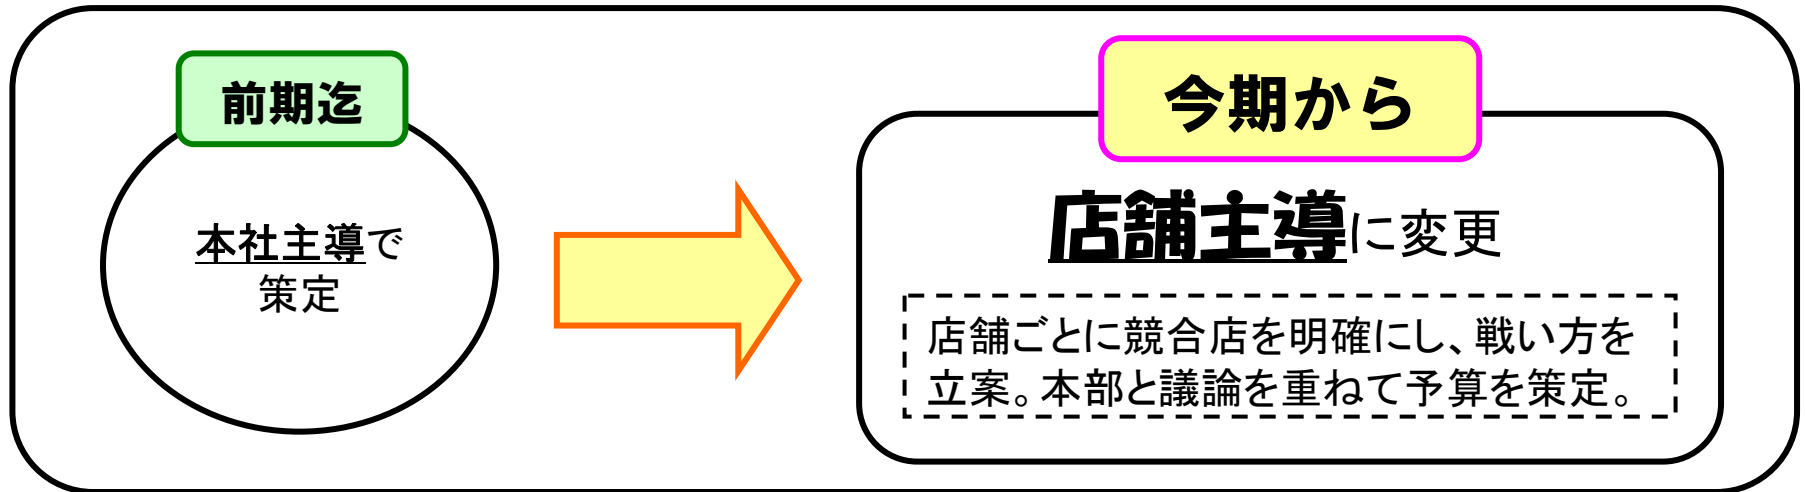 前期迄
本社主導で
策定
今期から
店舗主導に変更
店舗ごとに競合店を明確にし、戦い方を
立案。本部と議論を重ねて予算を策定。